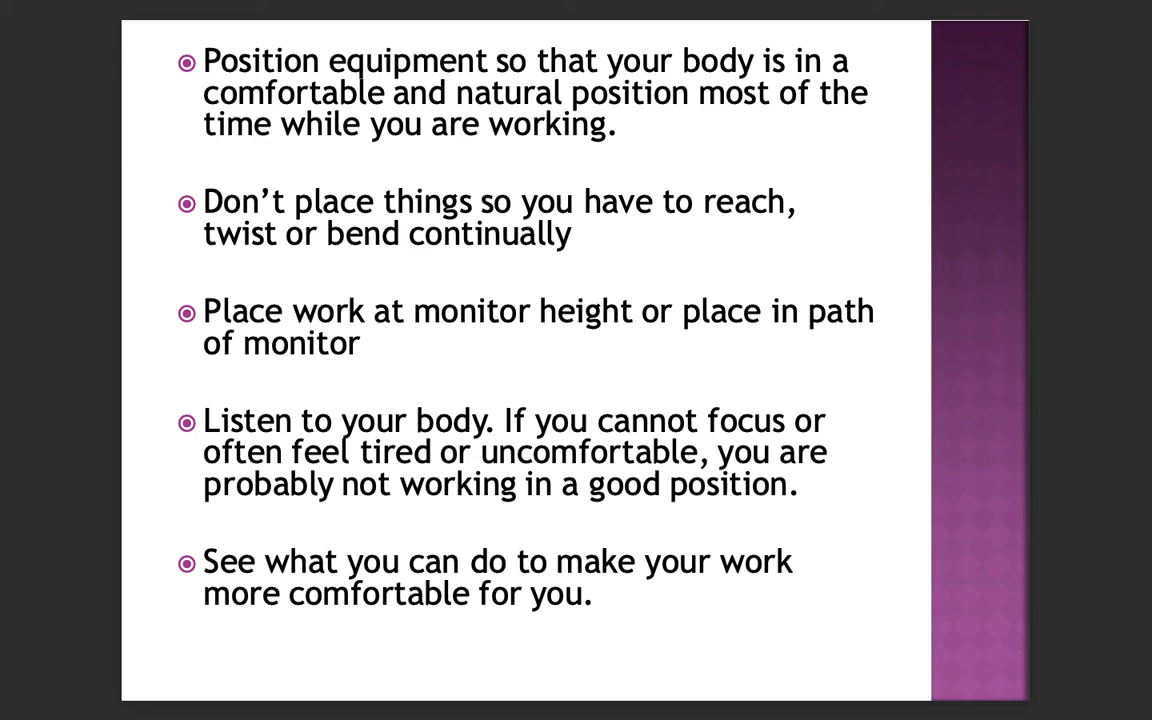 Position equipment so that your body is in a
comfortable and natural position most of the
time while you are working.
Don’t place things so you have to reach,
twist or bend continually
Place work at monitor height or place in path
of monitor
Listen to your body. If you cannot focus or
often feel tired or uncomfortable, you are
probably not working in a good position.
See what you can do to make your work
more comfortable for you.